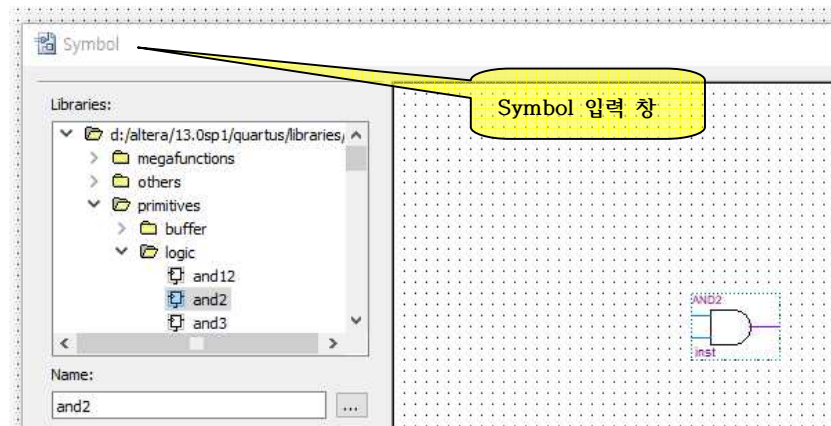 Symbol
Symbol 입력 창
Libraries:
d:/altera/13.0sp1/quartus/libraries/
megafunctions
others
primitives
buffer
logic
and12
and2
and3
Name:
and2
...
AND2
inst